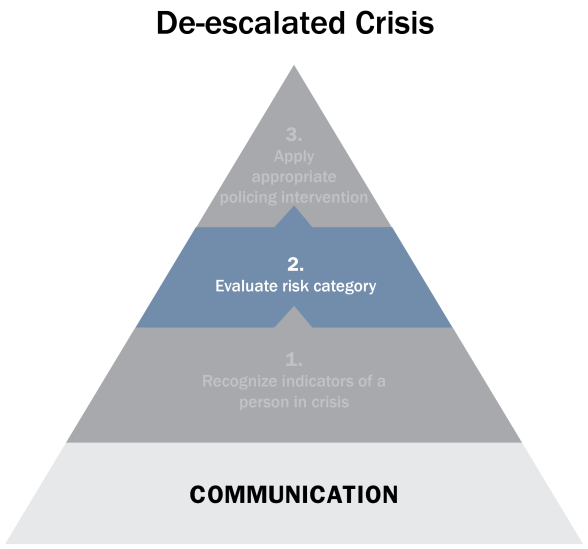 De-escalated Crisis
3.
Apply
appropriate
policing intervention
2.
Evaluate risk category
1.
Recognize indicators of a
person in crisis
COMMUNICATION